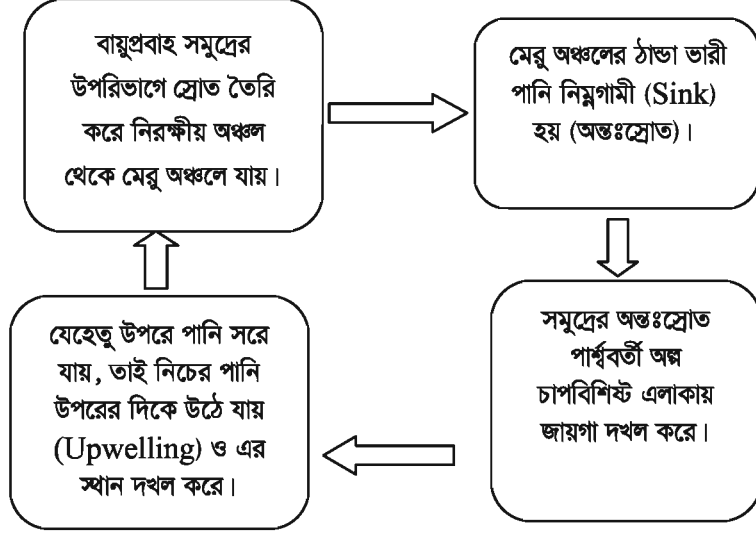 বায়ুপ্রবাহ সমুদ্রের
উপরিভাগে স্রোত তৈরি
করে নিরক্ষীয় অঞ্চল
থেকে মেরু অঞ্চলে যায়।
মেরু অঞ্চলের ঠান্ডা ভারী
পানি নিম্নগামী (Sink)
হয় (অন্তঃস্রোত)।
সমুদ্রের অন্তঃস্রোত
পার্শ্ববর্তী অল্প
চাপবিশিষ্ট এলাকায়
জায়গা দখল করে।
যেহেতু উপরে পানি সরে
যায়, তাই নিচের পানি
উপরের দিকে উঠে যায়
(Upwelling) ও এর
স্থান দখল করে।